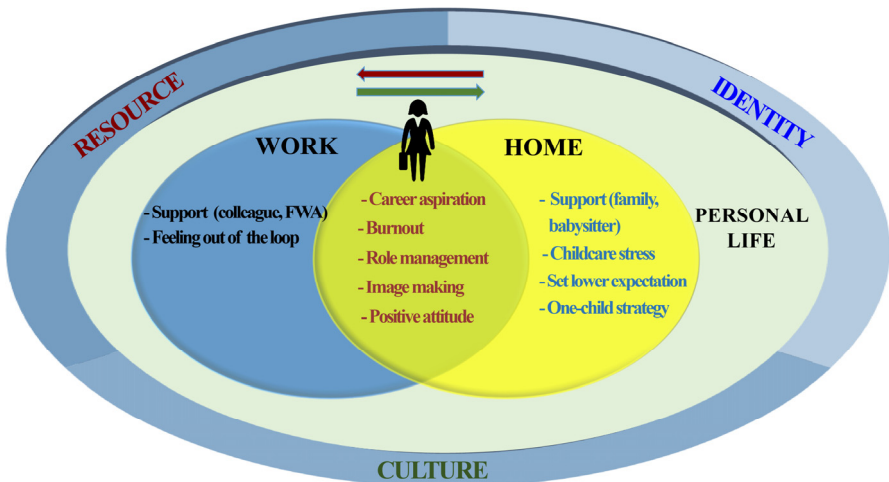 RESOURCE
IDENTITY
WORK
HOME
- Support (colleague, FWA)
- Feeling out of the loop
- Career aspiration
- Burnout
- Role management
- Image making
- Positive attitude
- Support (family,
babysitter)
- Childcare stress
- Set lower expectation
- One-child strategy
PERSONAL
LIFE
CULTURE